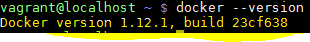 vagrant@localhost ~ $ docker --version
Docker version 1.12.1, build 23cf638